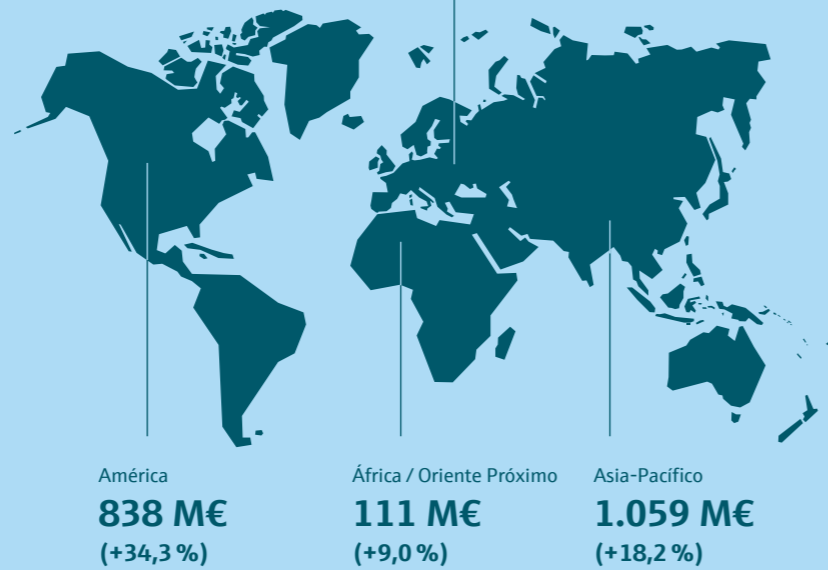 América
838 M€
(+34,3 %)
África / Oriente Próximo
111 M€
(+9,0 %)
Asia-Pacífico
1.059 M€
(+18,2 %)